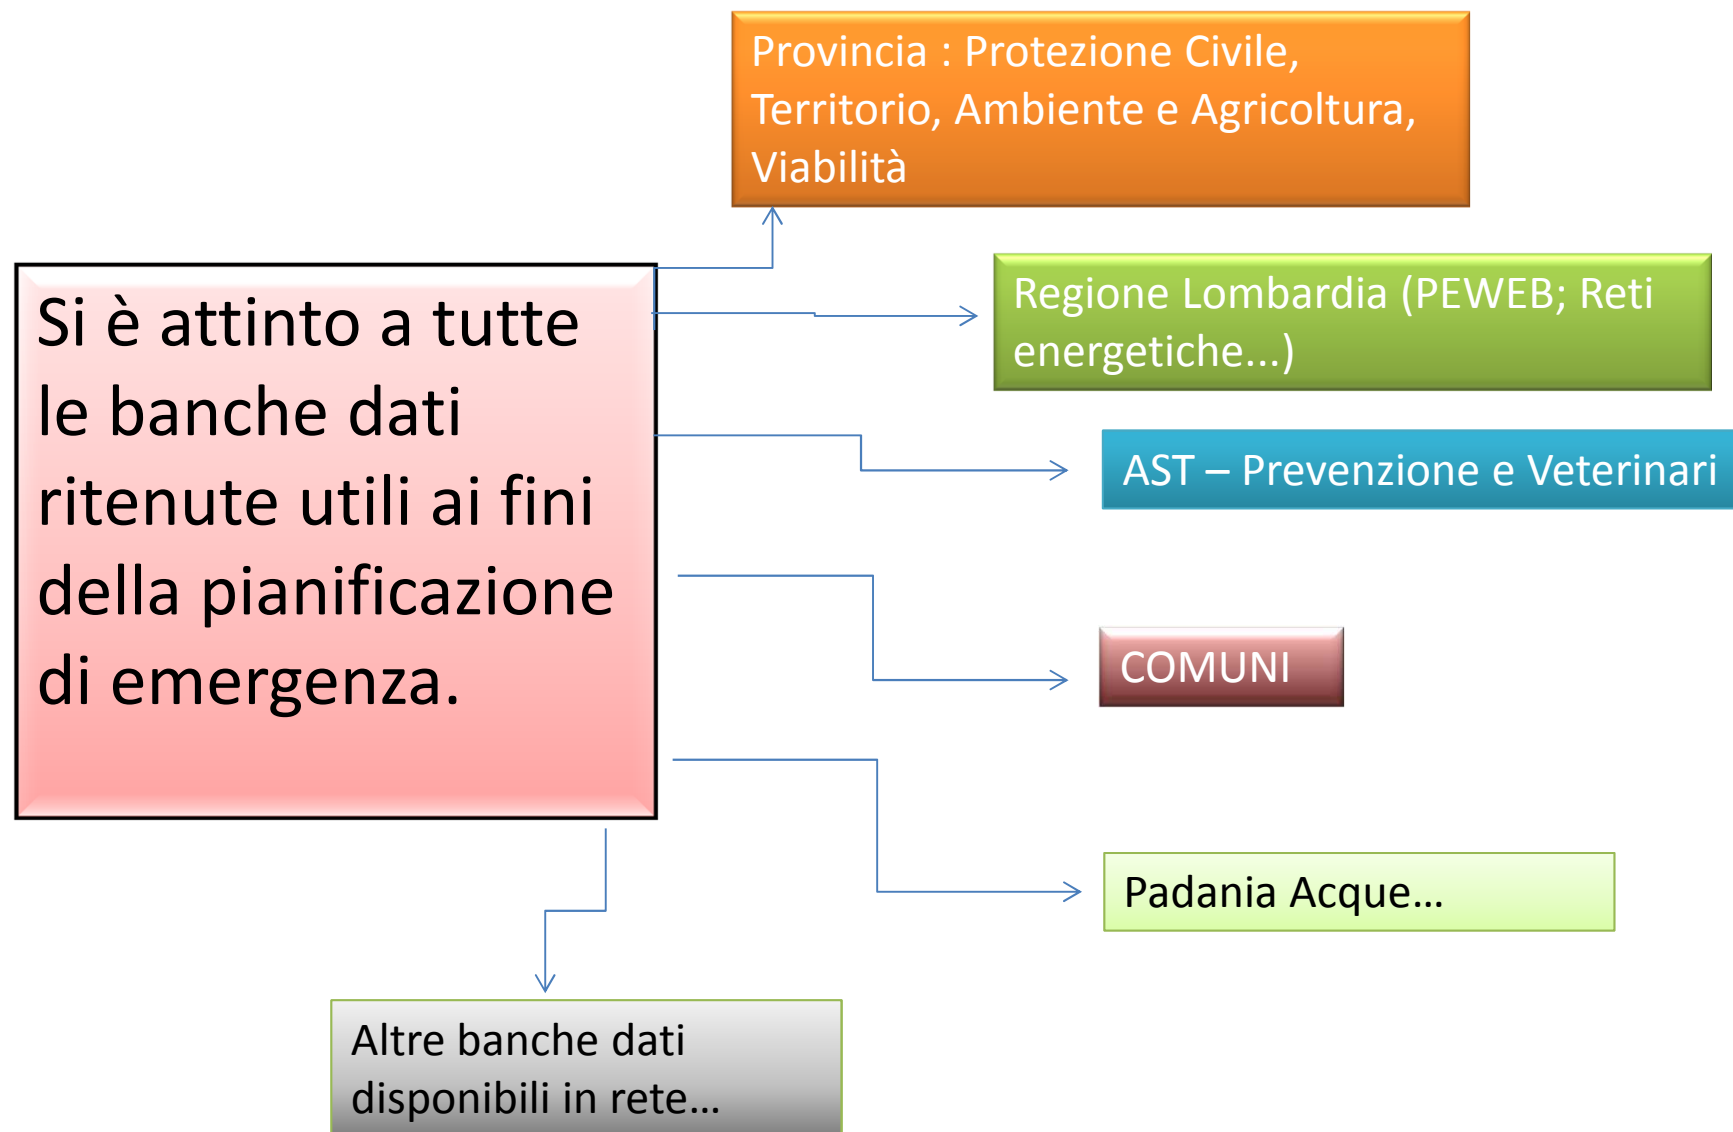 Provincia : Protezione Civile,
Territorio, Ambiente e Agricoltura,
Viabilità
Si è attinto a tutte
le banche dati
ritenute utili ai fini
della pianificazione
di emergenza.
Regione Lombardia (PEWEB; Reti
energetiche...)
AST – Prevenzione e Veterinari
COMUNI
Padania Acque...
Altre banche dati
disponibili in rete...